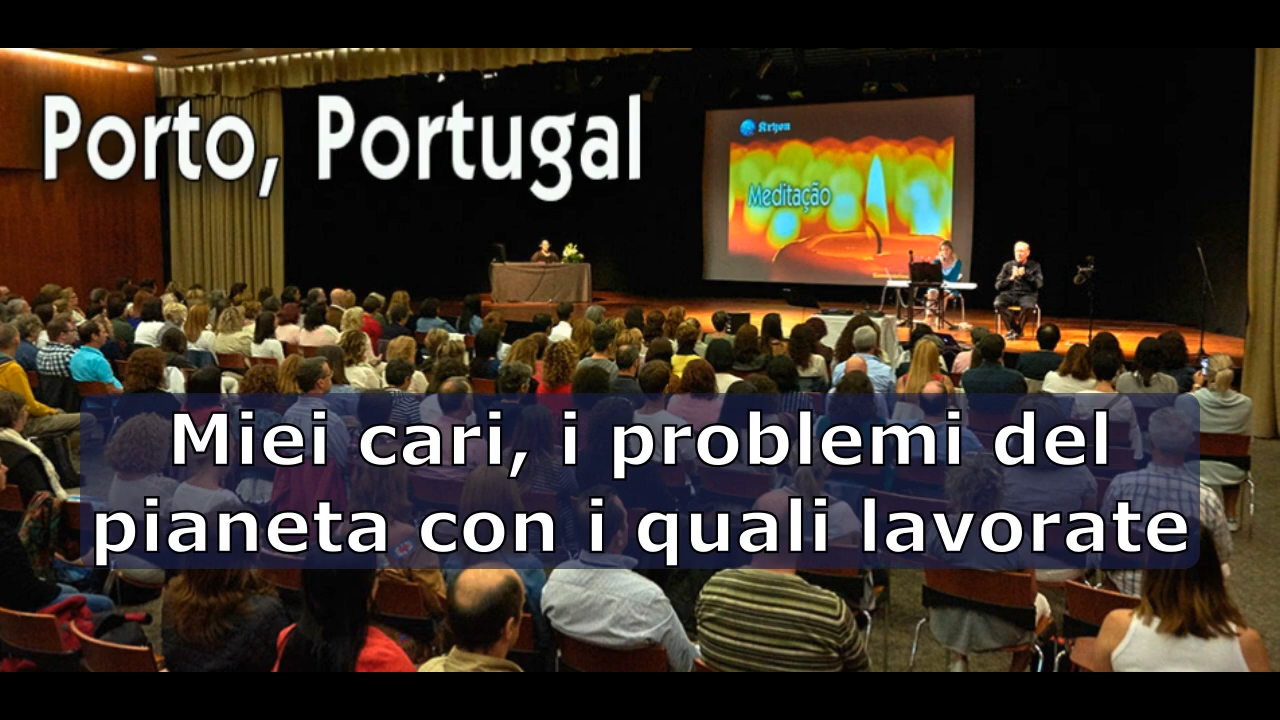 Porto, Portugal
Kryon
Meditação
Miei cari, i problemi del
pianeta con i quali lavorate